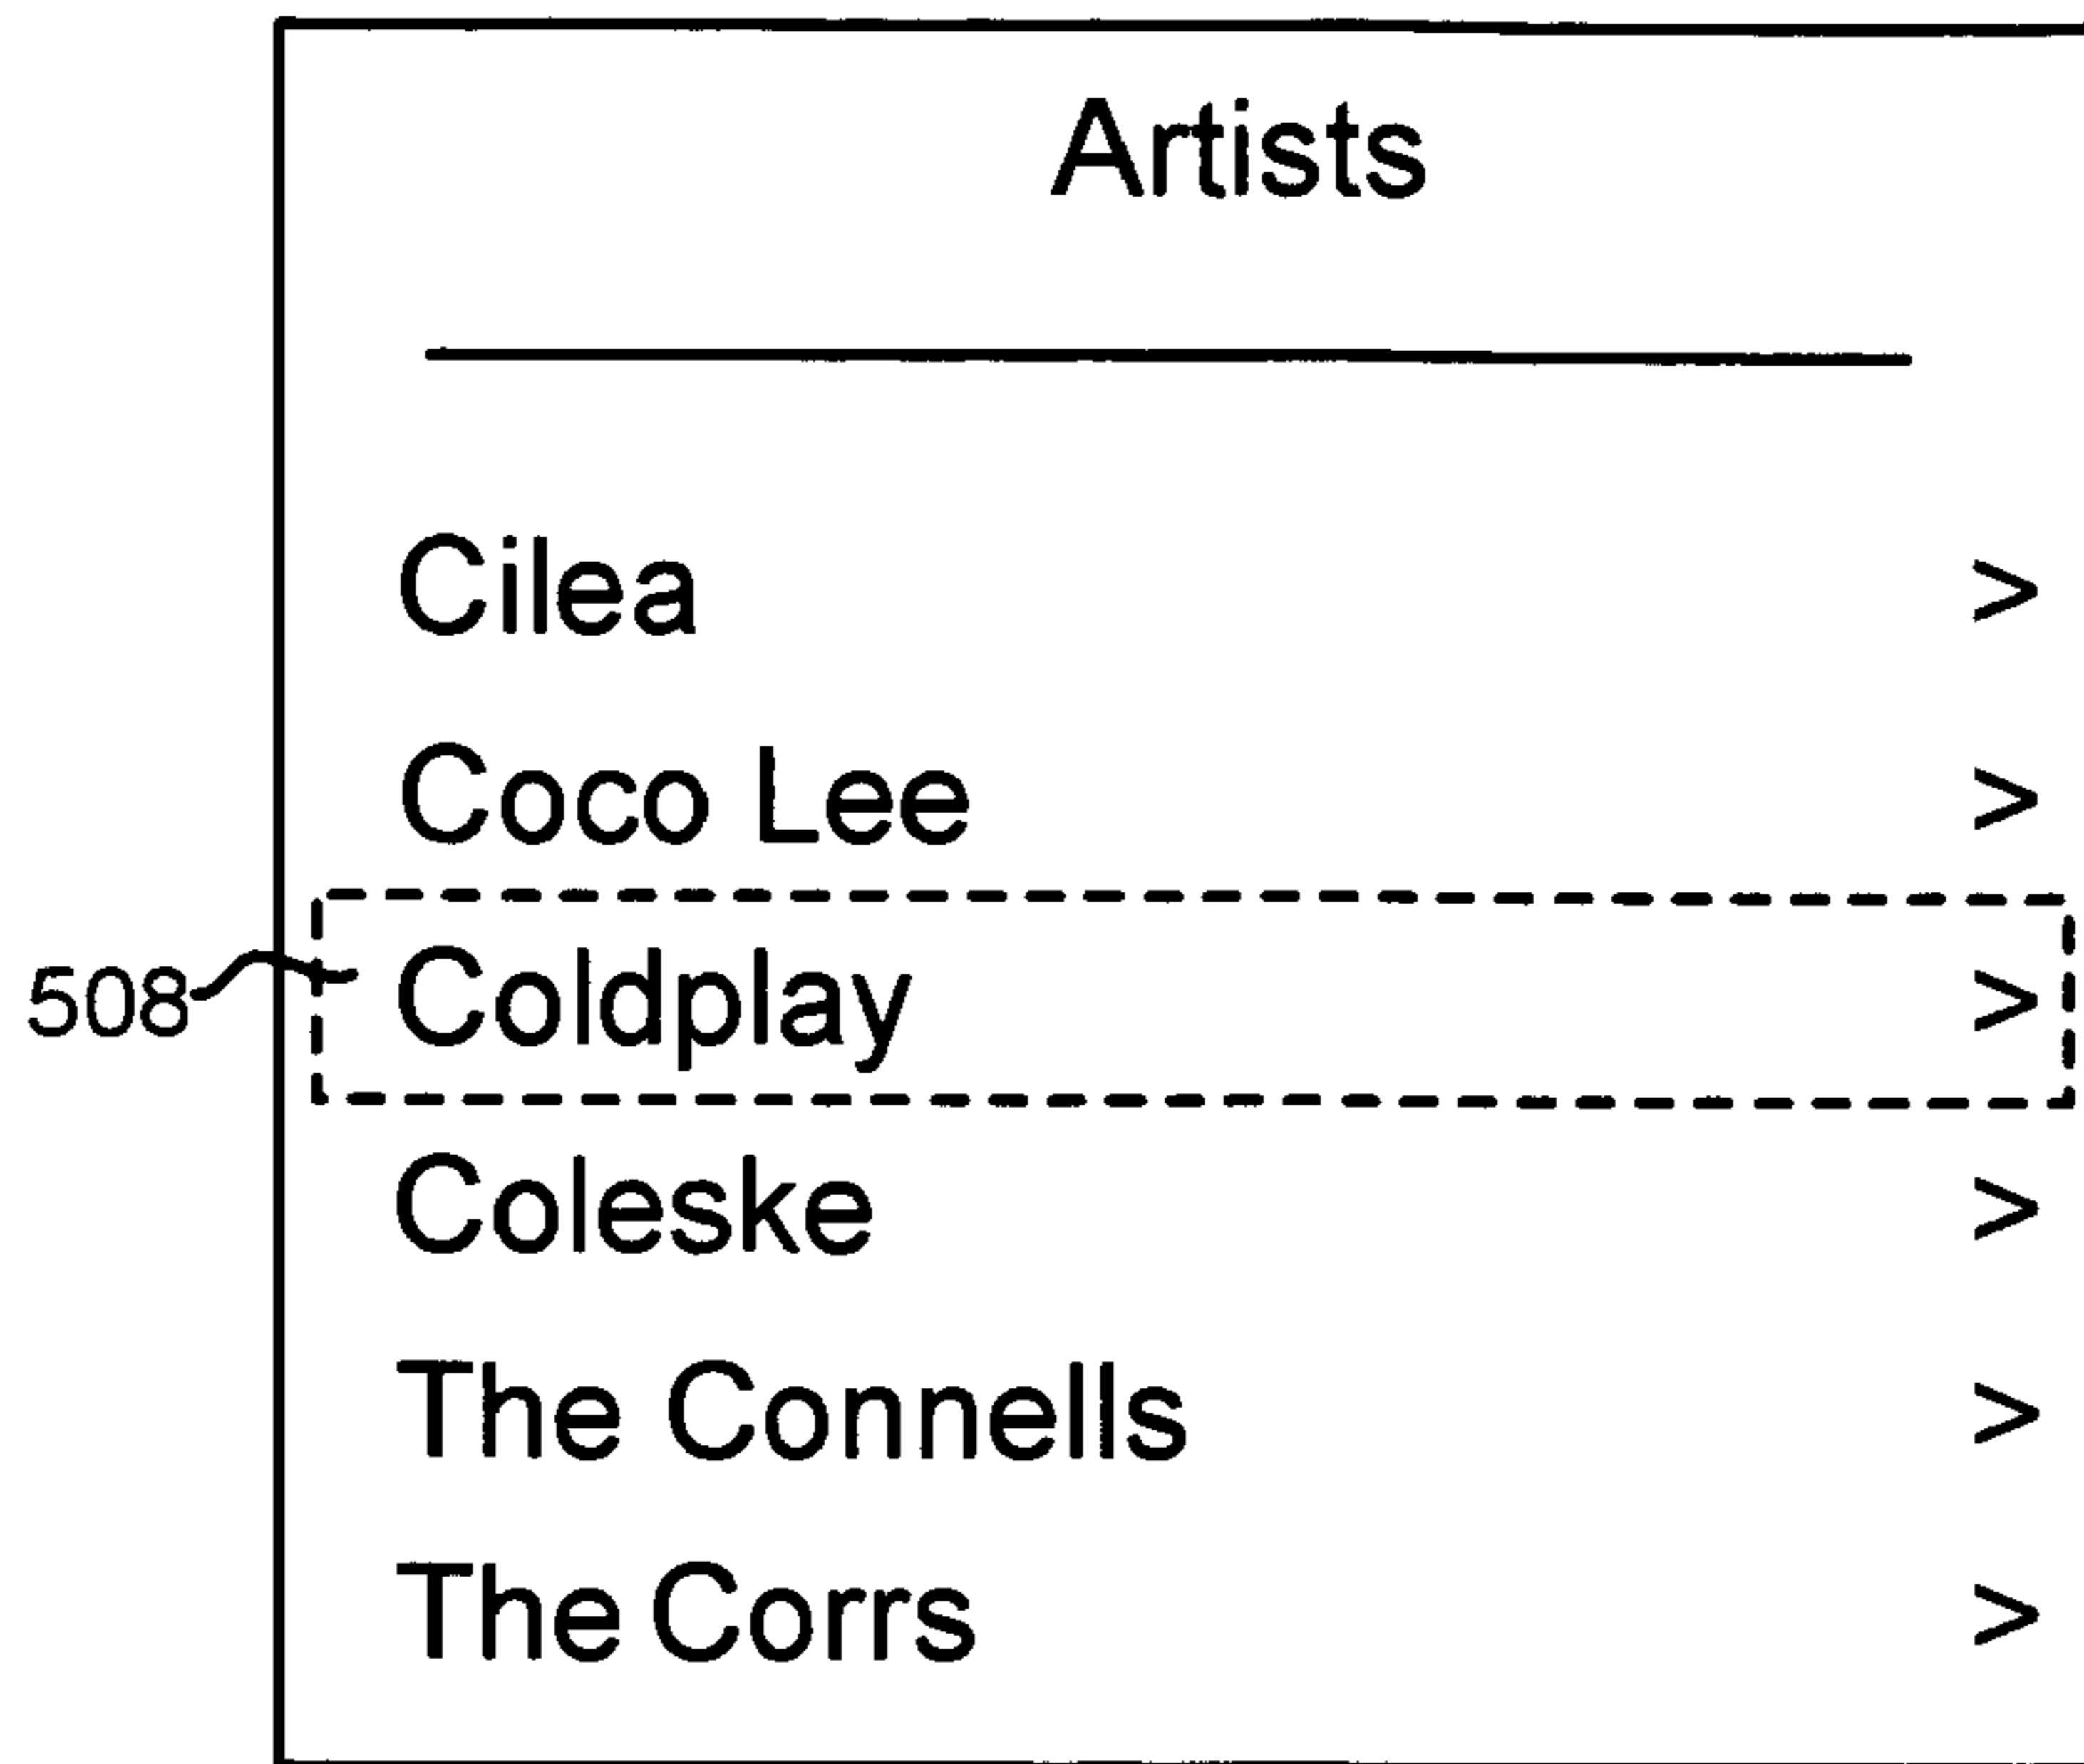 Artists
Cilea >
Coco Lee >
508 Coldplay >
Coleske >
The Connells >
The Corrs >